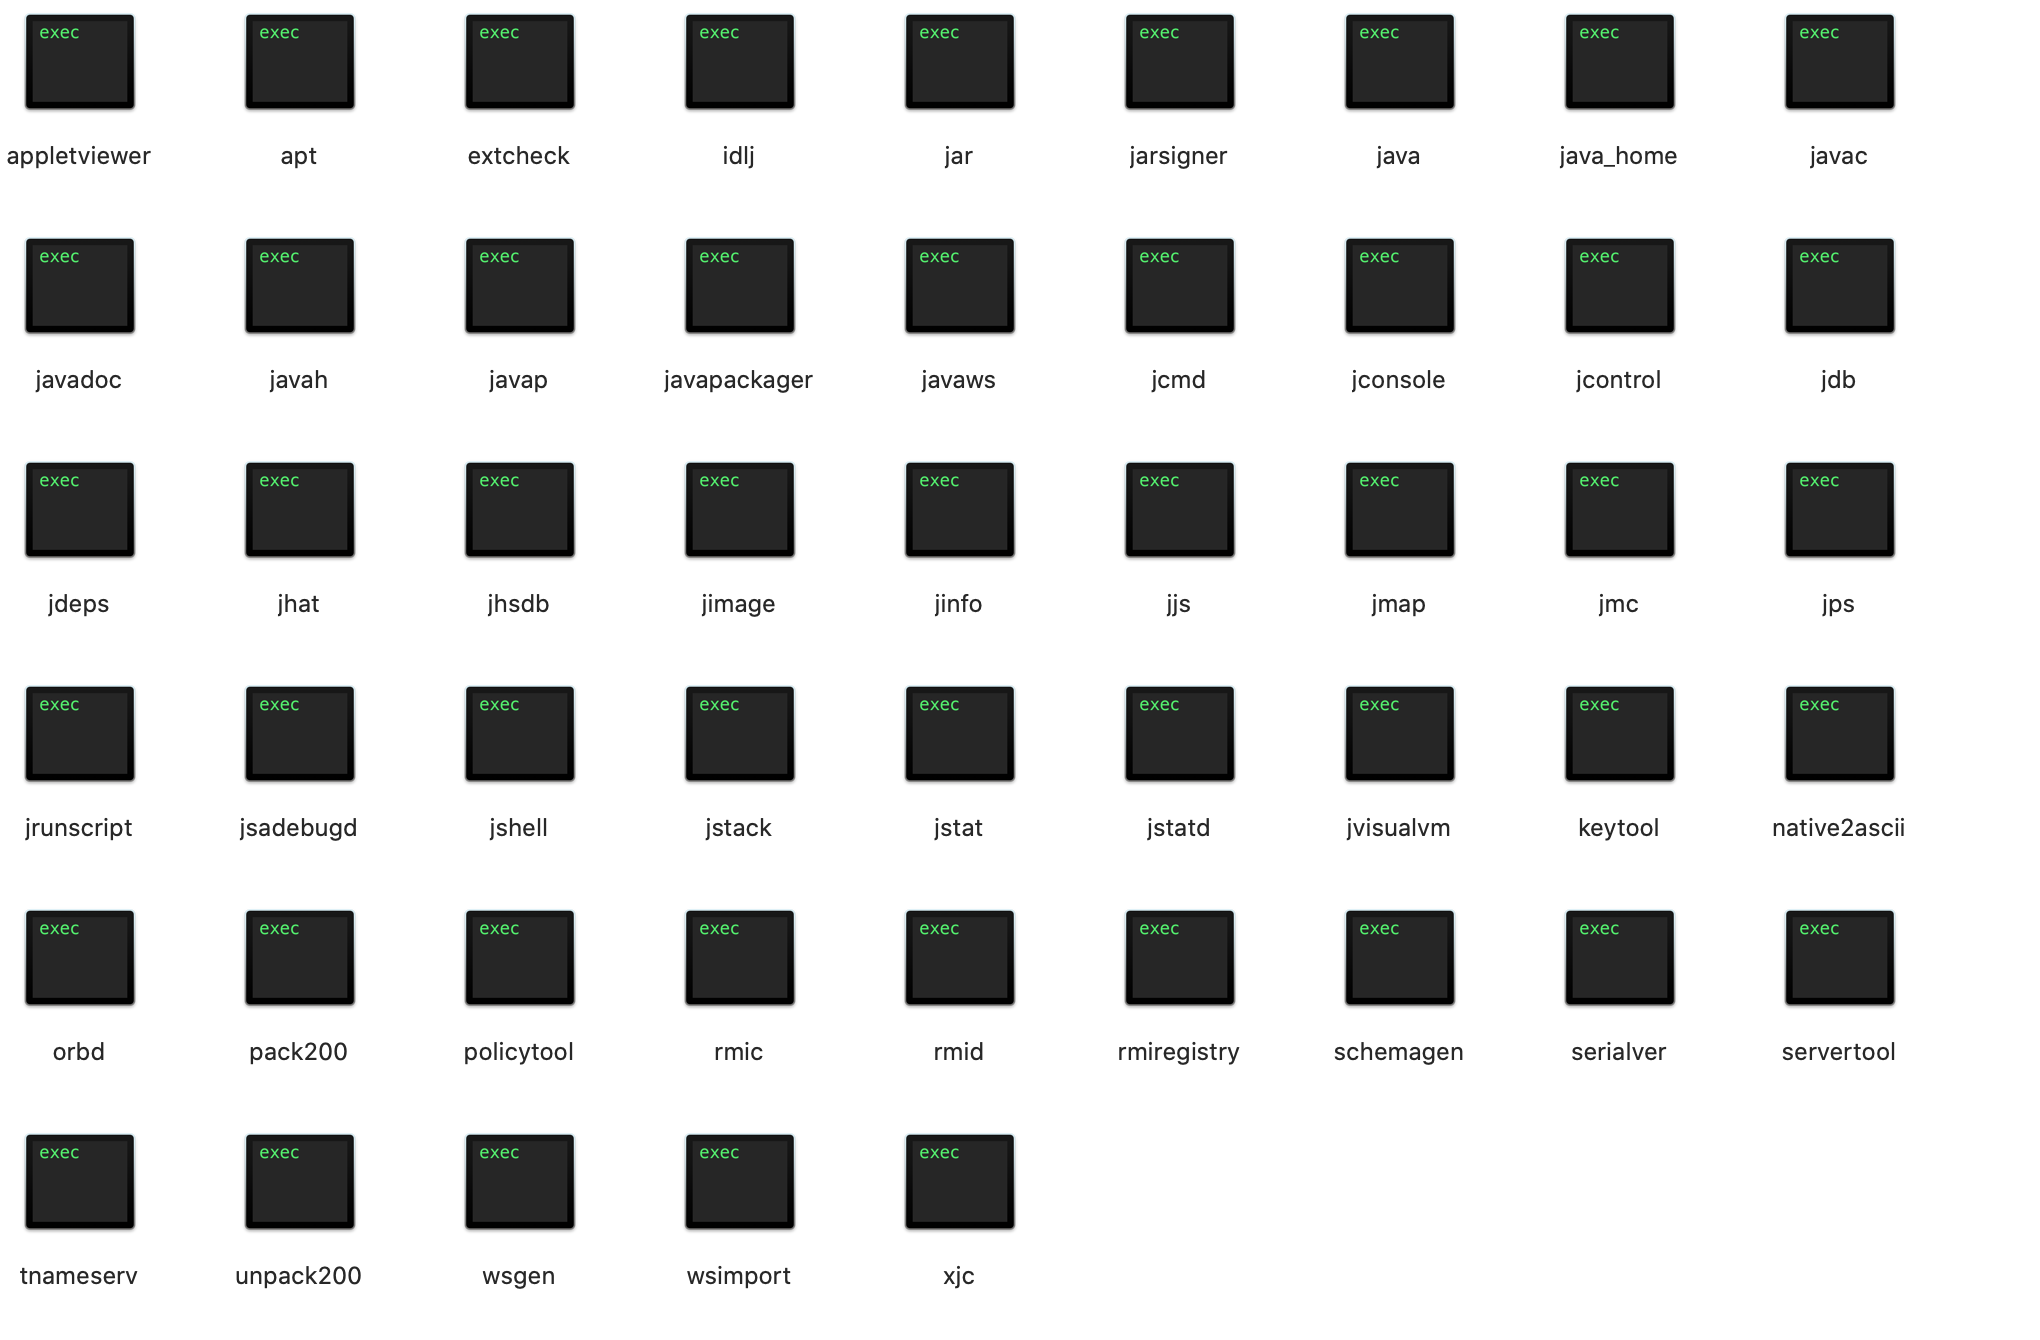 exec exec exec exec exec exec exec exec exec
appletviewer apt extcheck idlj jar jarsigner java java_home javac
exec exec exec exec exec exec exec exec exec
javadoc javah javap javapackager javaws jcmd jconsole jcontrol jdb
exec exec exec exec exec exec exec exec exec
jdeps jhat jhsdb jimage jinfo jjs jmap jmc jps
exec exec exec exec exec exec exec exec exec
jrunscript jsadebugd jshell jstack jstat jstatd jvisualvm keytool native2ascii
exec exec exec exec exec exec exec exec exec
orbd pack200 policytool rmic rmid rmiregistry schemagen serialver servertool
exec exec exec exec exec
tnameserv unpack200 wsgen wsimport xjc